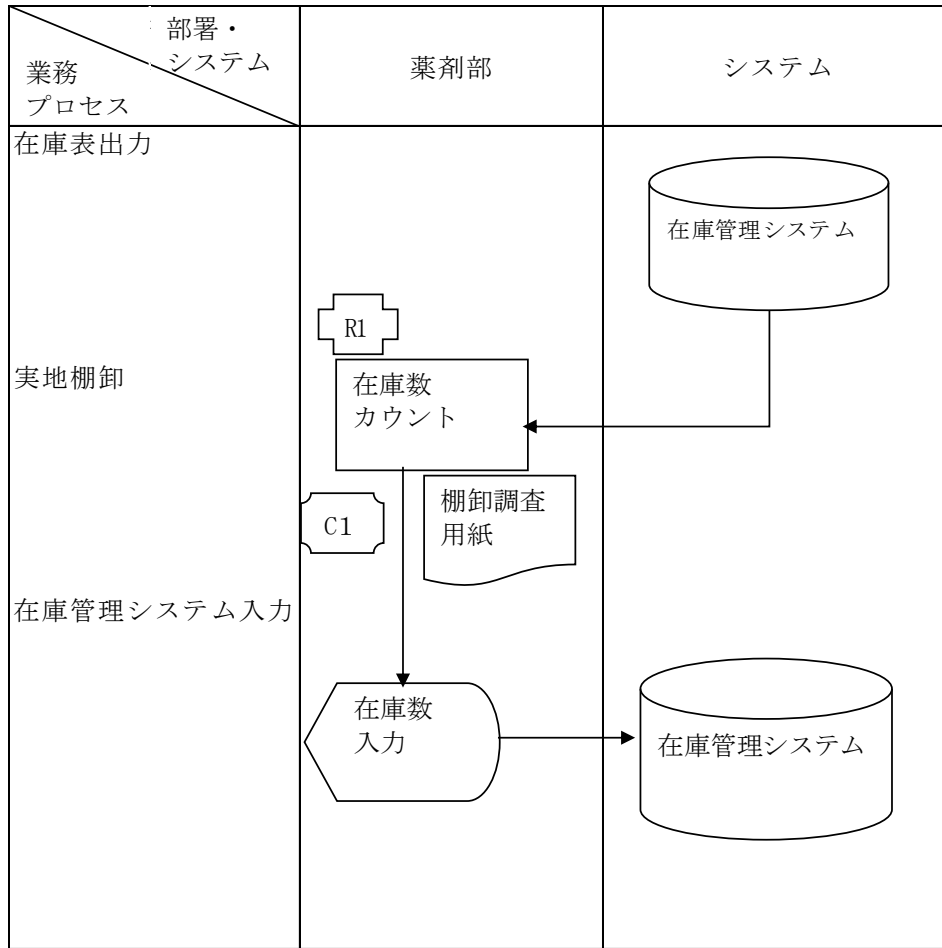 部署・
システム
業務
プロセス
薬剤部
システム
在庫表出力
在庫管理システム
R1
実地棚卸
在庫数
カウント
棚卸調査
用紙
C1
在庫管理システム入力
在庫数
入力
在庫管理システム